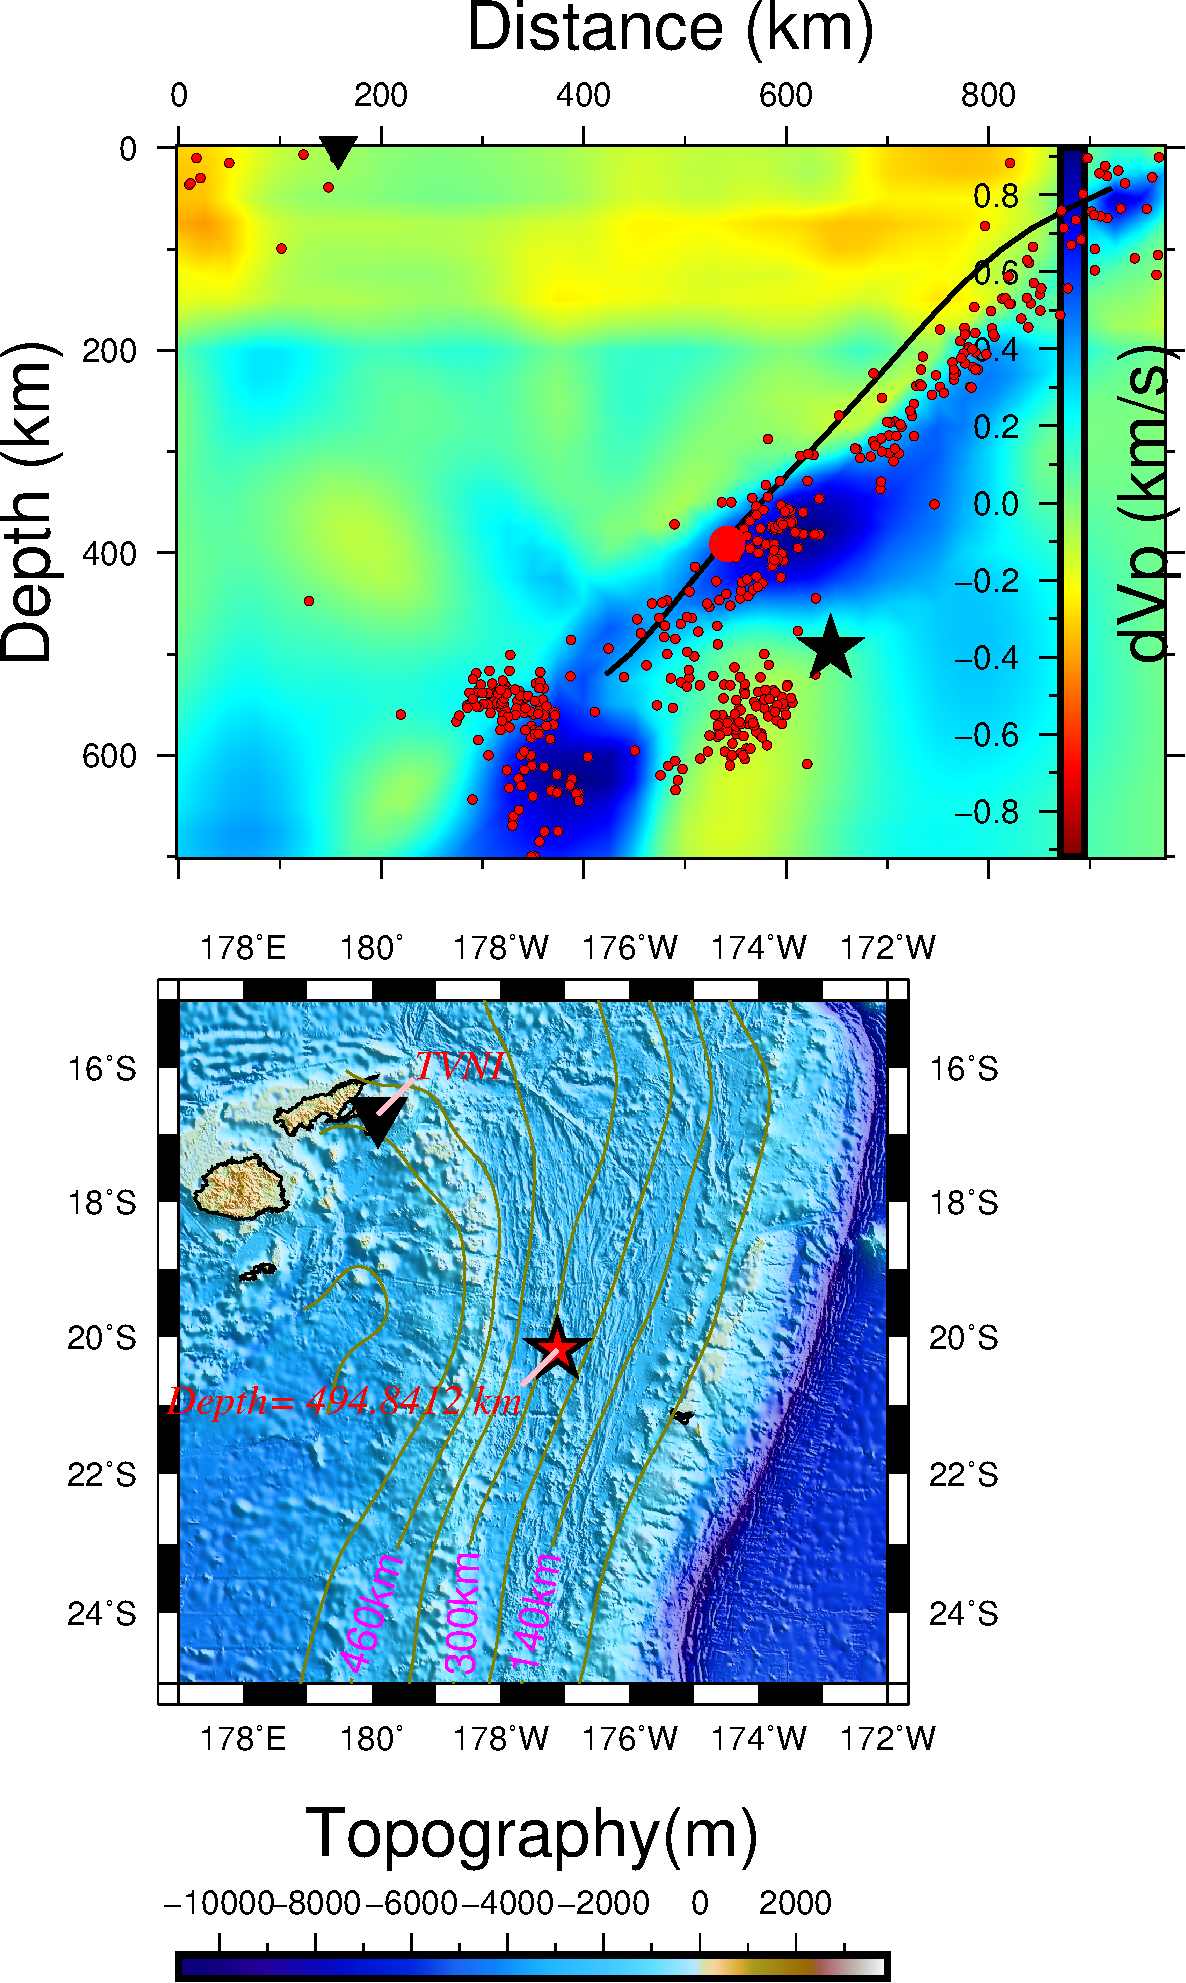 Distance (km)
0 200 400 600 800
0
200
400
600
Depth (km)
0.8
0.6
0.4
0.2
0.0
−0.2
−0.4
−0.6
−0.8
dVp (km/s)
178°E 180° 178°W 176°W 174°W 172°W
16°S 16°S
18°S 18°S
20°S 20°S
22°S 22°S
24°S 24°S
TVNI
Depth= 494.8412 km
460km 300km 140km
178°E 180° 178°W 176°W 174°W 172°W
Topography(m)
−10000 −8000 −6000 −4000 −2000 0 2000